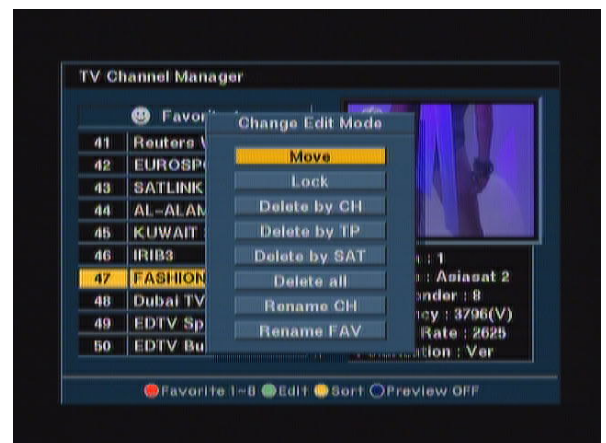 TV Channel Manager
Favorit
Change Edit Mode
Move
Lock
Delete by CH
Delete by TP
Delete by SAT
Delete all
Rename CH
Rename FAV
41 Reuters
42 EUROSP
43 SATLINK
44 AL-ALAM
45 KUWAIT
46 IRIB3
47 FASHION
48 Dubai TV
49 EDTV Sp
50 EDTV Bu
: 1
: Asiasat 2
onder : 8
cy : 3796(V)
Rate : 2625
tion : Ver
Favorite 1~8 Edit Sort Preview OFF